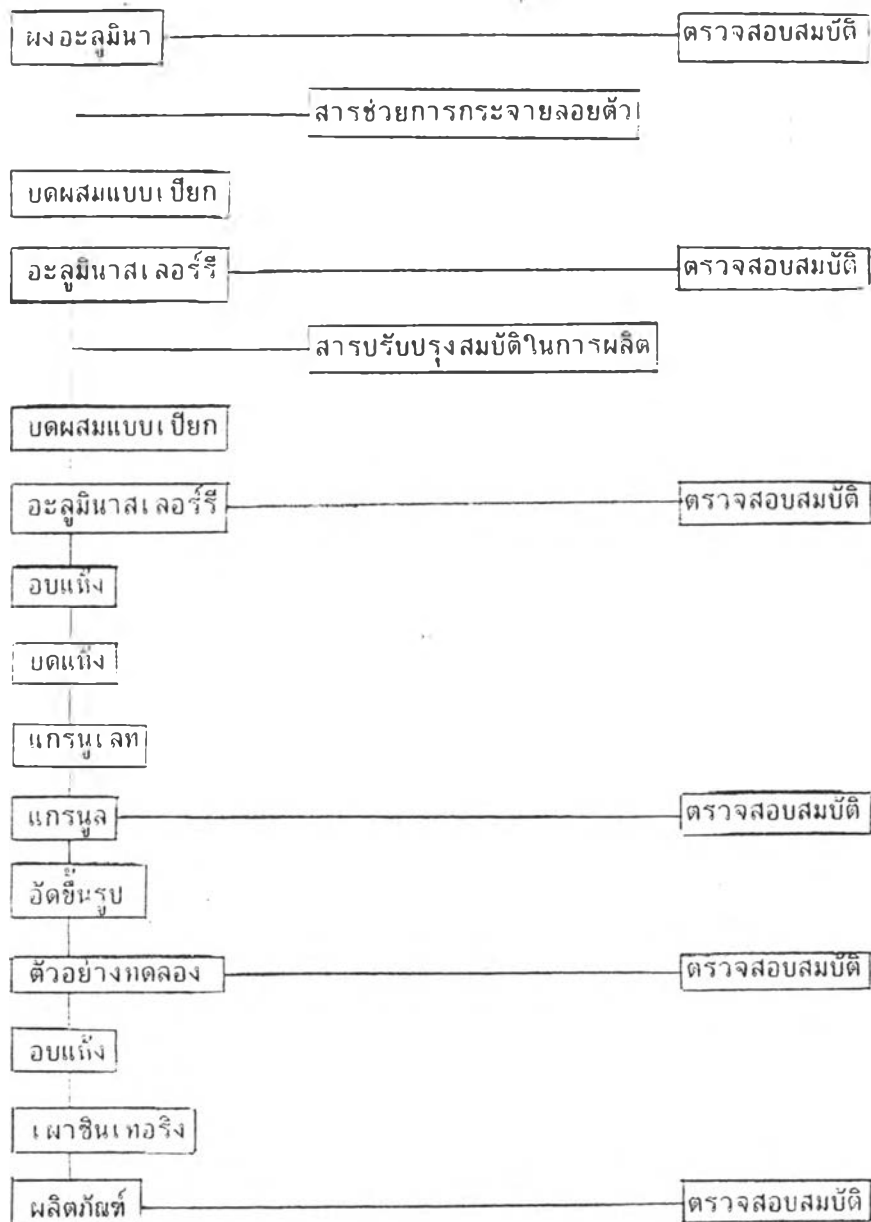 ผงอะลูมินา ตรวจสอบสมบัติ
สารช่วยการกระจายลอยตัว
บดผสมแบบเปียก
อะลูมินาสเลอร์รี ตรวจสอบสมบัติ
สารปรับปรุงสมบัติในการผลิต
บดผสมแบบเปียก
อะลูมินาสเลอร์รี ตรวจสอบสมบัติ
อบแห้ง
บดแห้ง
แกรนูเลท
แกรนูล ตรวจสอบสมบัติ
อัดขึ้นรูป
ตัวอย่างทดลอง ตรวจสอบสมบัติ
อบแห้ง
เผาซินเทอริง
ผลิตภัณฑ์ ตรวจสอบสมบัติ